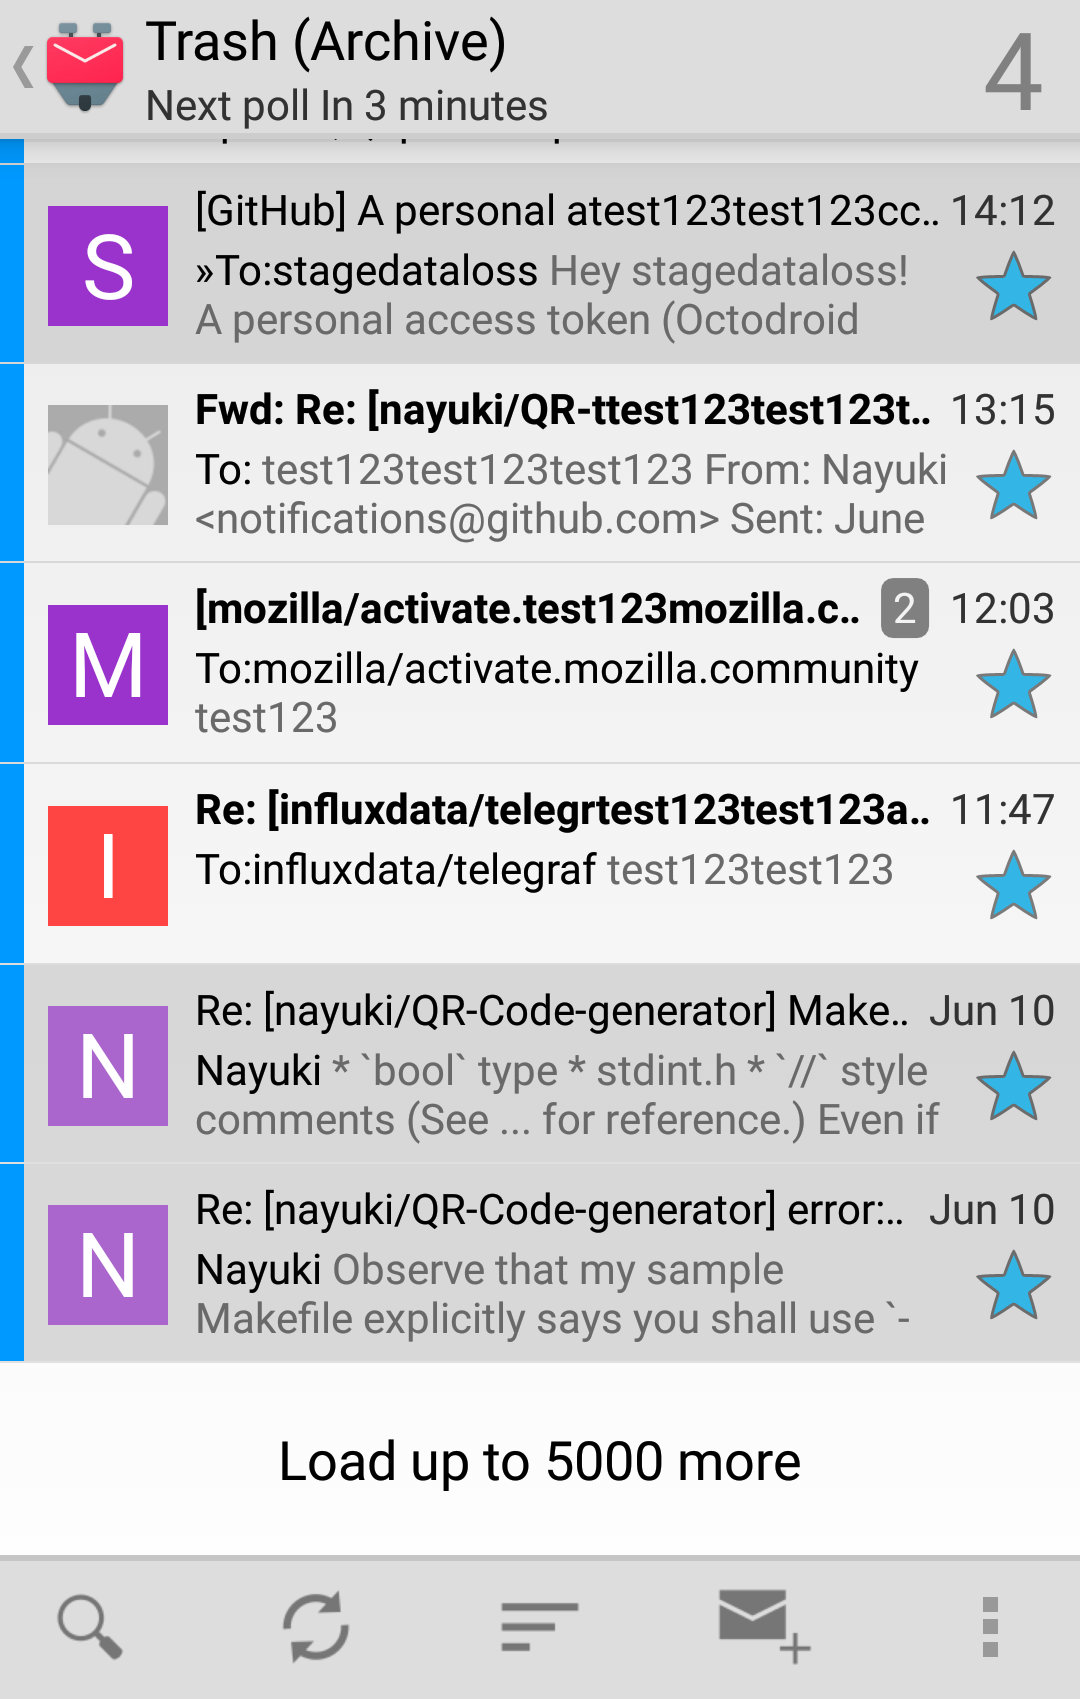 Trash (Archive)
Next poll In 3 minutes
4
[GitHub] A personal atest123test123cc.. 14:12
S
»To:stagedataloss Hey stagedataloss!
A personal access token (Octodroid
Fwd: Re: [nayuki/QR-ttest123test123t.. 13:15
To: test123test123test123 From: Nayuki
<notifications@github.com> Sent: June
[mozilla/activate.test123mozilla.c.. 2 12:03
M
To:mozilla/activate.mozilla.community
test123
Re: [influxdata/telegrtest123test123a.. 11:47
I
To:influxdata/telegraf test123test123
Re: [nayuki/QR-Code-generator] Make.. Jun 10
N
Nayuki * `bool` type * stdint.h * `//` style
comments (See ... for reference.) Even if
Re: [nayuki/QR-Code-generator] error:.. Jun 10
N
Nayuki Observe that my sample
Makefile explicitly says you shall use `-
Load up to 5000 more